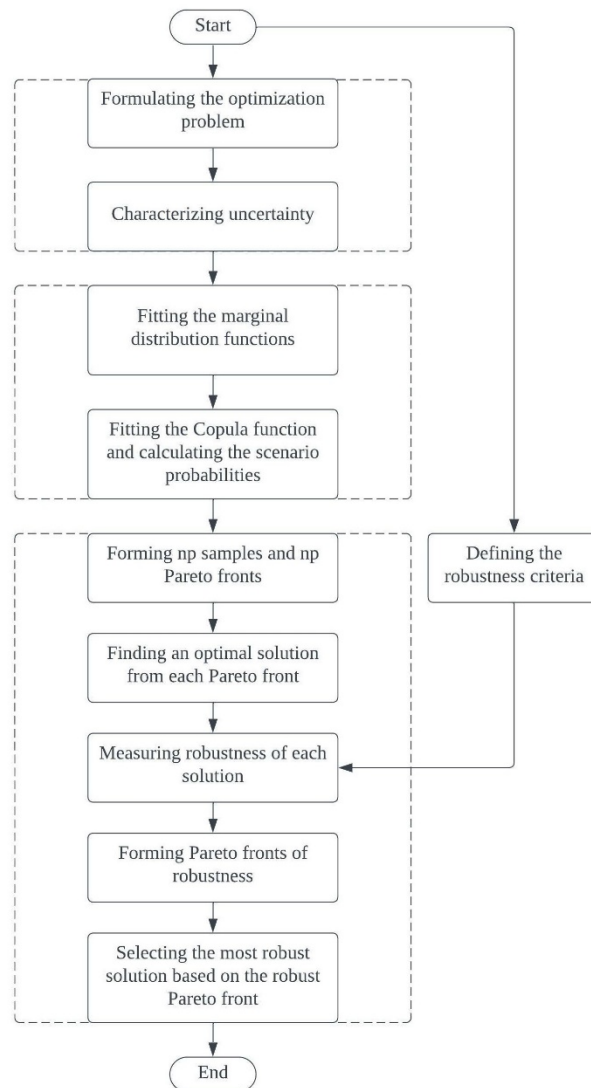 Start
Formulating the optimization
problem
Characterizing uncertainty
Fitting the marginal
distribution functions
Fitting the Copula function
and calculating the scenario
probabilities
Forming np samples and np
Pareto fronts
Defining the
robustness criteria
Finding an optimal solution
from each Pareto front
Measuring robustness of each
solution
Forming Pareto fronts of
robustness
Selecting the most robust
solution based on the robust
Pareto front
End